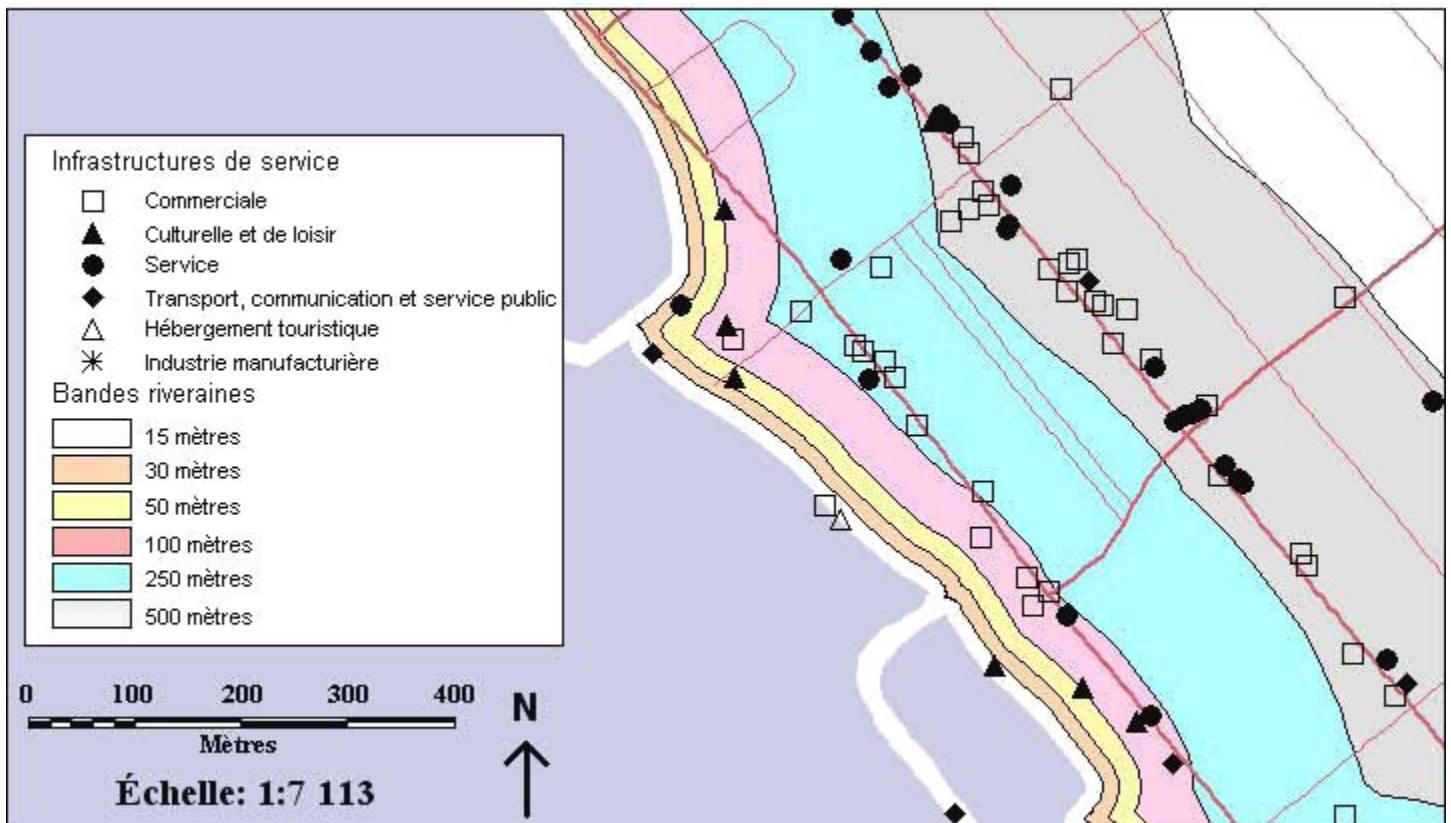 Infrastructures de service
Commerciale
Culturelle et de loisir
Service
Transport, communication et service public
Hébergement touristique
Industrie manufacturière
Bandes riveraines
15 mètres
30 mètres
50 mètres
100 mètres
250 mètres
500 mètres
0 100 200 300 400
Mètres
Échelle: 1:7 113
N